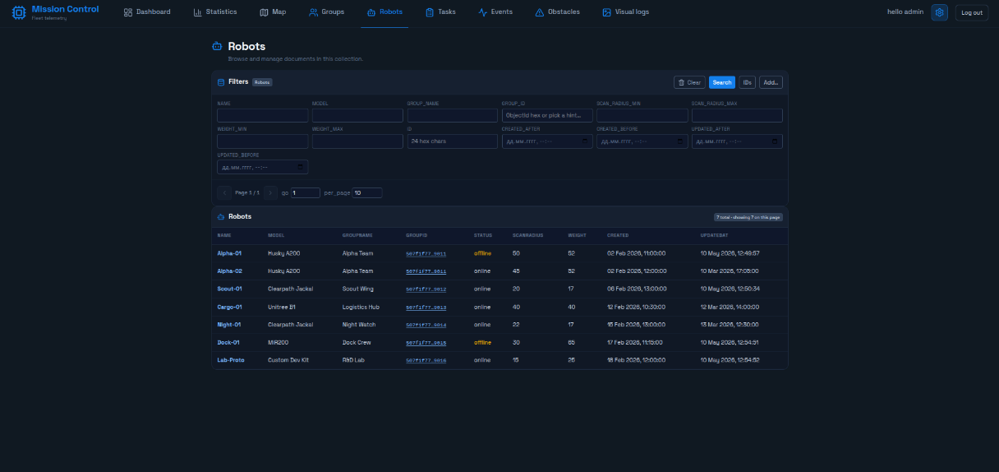 Mission Control
Fleet telemetry
Dashboard Statistics Map Groups Robots Tasks Events Obstacles Visual logs
hello admin Log out
Robots
Browse and manage documents in this collection.
Filters Robots Clear Search IDs Add...
NAME MODEL GROUP_NAME GROUP_ID SCAN_RADIUS_MIN SCAN_RADIUS_MAX
ObjectId hex or pick a hint...
WEIGHT_MIN WEIGHT_MAX ID CREATED_AFTER CREATED_BEFORE UPDATED_AFTER
24 hex chars дд.мм.гггг, --:-- дд.мм.гггг, --:-- дд.мм.гггг, --:--
UPDATED_BEFORE
дд.мм.гггг, --:--
< Page 1 / 1 > go 1 per_page 10
Robots 7 total · showing 7 on this page
NAME MODEL GROUPNAME GROUPID STATUS SCANRADIUS WEIGHT CREATED UPDATEDAT
Alpha-01 Husky A200 Alpha Team 507f1f77…9011 offline 50 52 02 Feb 2026, 11:00:00 10 May 2026, 12:49:57
Alpha-02 Husky A200 Alpha Team 507f1f77…9011 online 45 52 02 Feb 2026, 12:00:00 10 Mar 2026, 17:05:00
Scout-01 Clearpath Jackal Scout Wing 507f1f77…9012 online 20 17 06 Feb 2026, 13:00:00 10 May 2026, 12:50:34
Cargo-01 Unitree B1 Logistics Hub 507f1f77…9013 online 40 40 12 Feb 2026, 10:30:00 12 Mar 2026, 14:00:00
Night-01 Clearpath Jackal Night Watch 507f1f77…9014 online 22 17 15 Feb 2026, 13:00:00 13 Mar 2026, 12:30:00
Dock-01 MiR200 Dock Crew 507f1f77…9015 offline 30 65 17 Feb 2026, 11:15:00 10 May 2026, 12:54:51
Lab-Proto Custom Dev Kit R&D Lab 507f1f77…9016 online 15 25 18 Feb 2026, 12:00:00 10 May 2026, 12:54:52